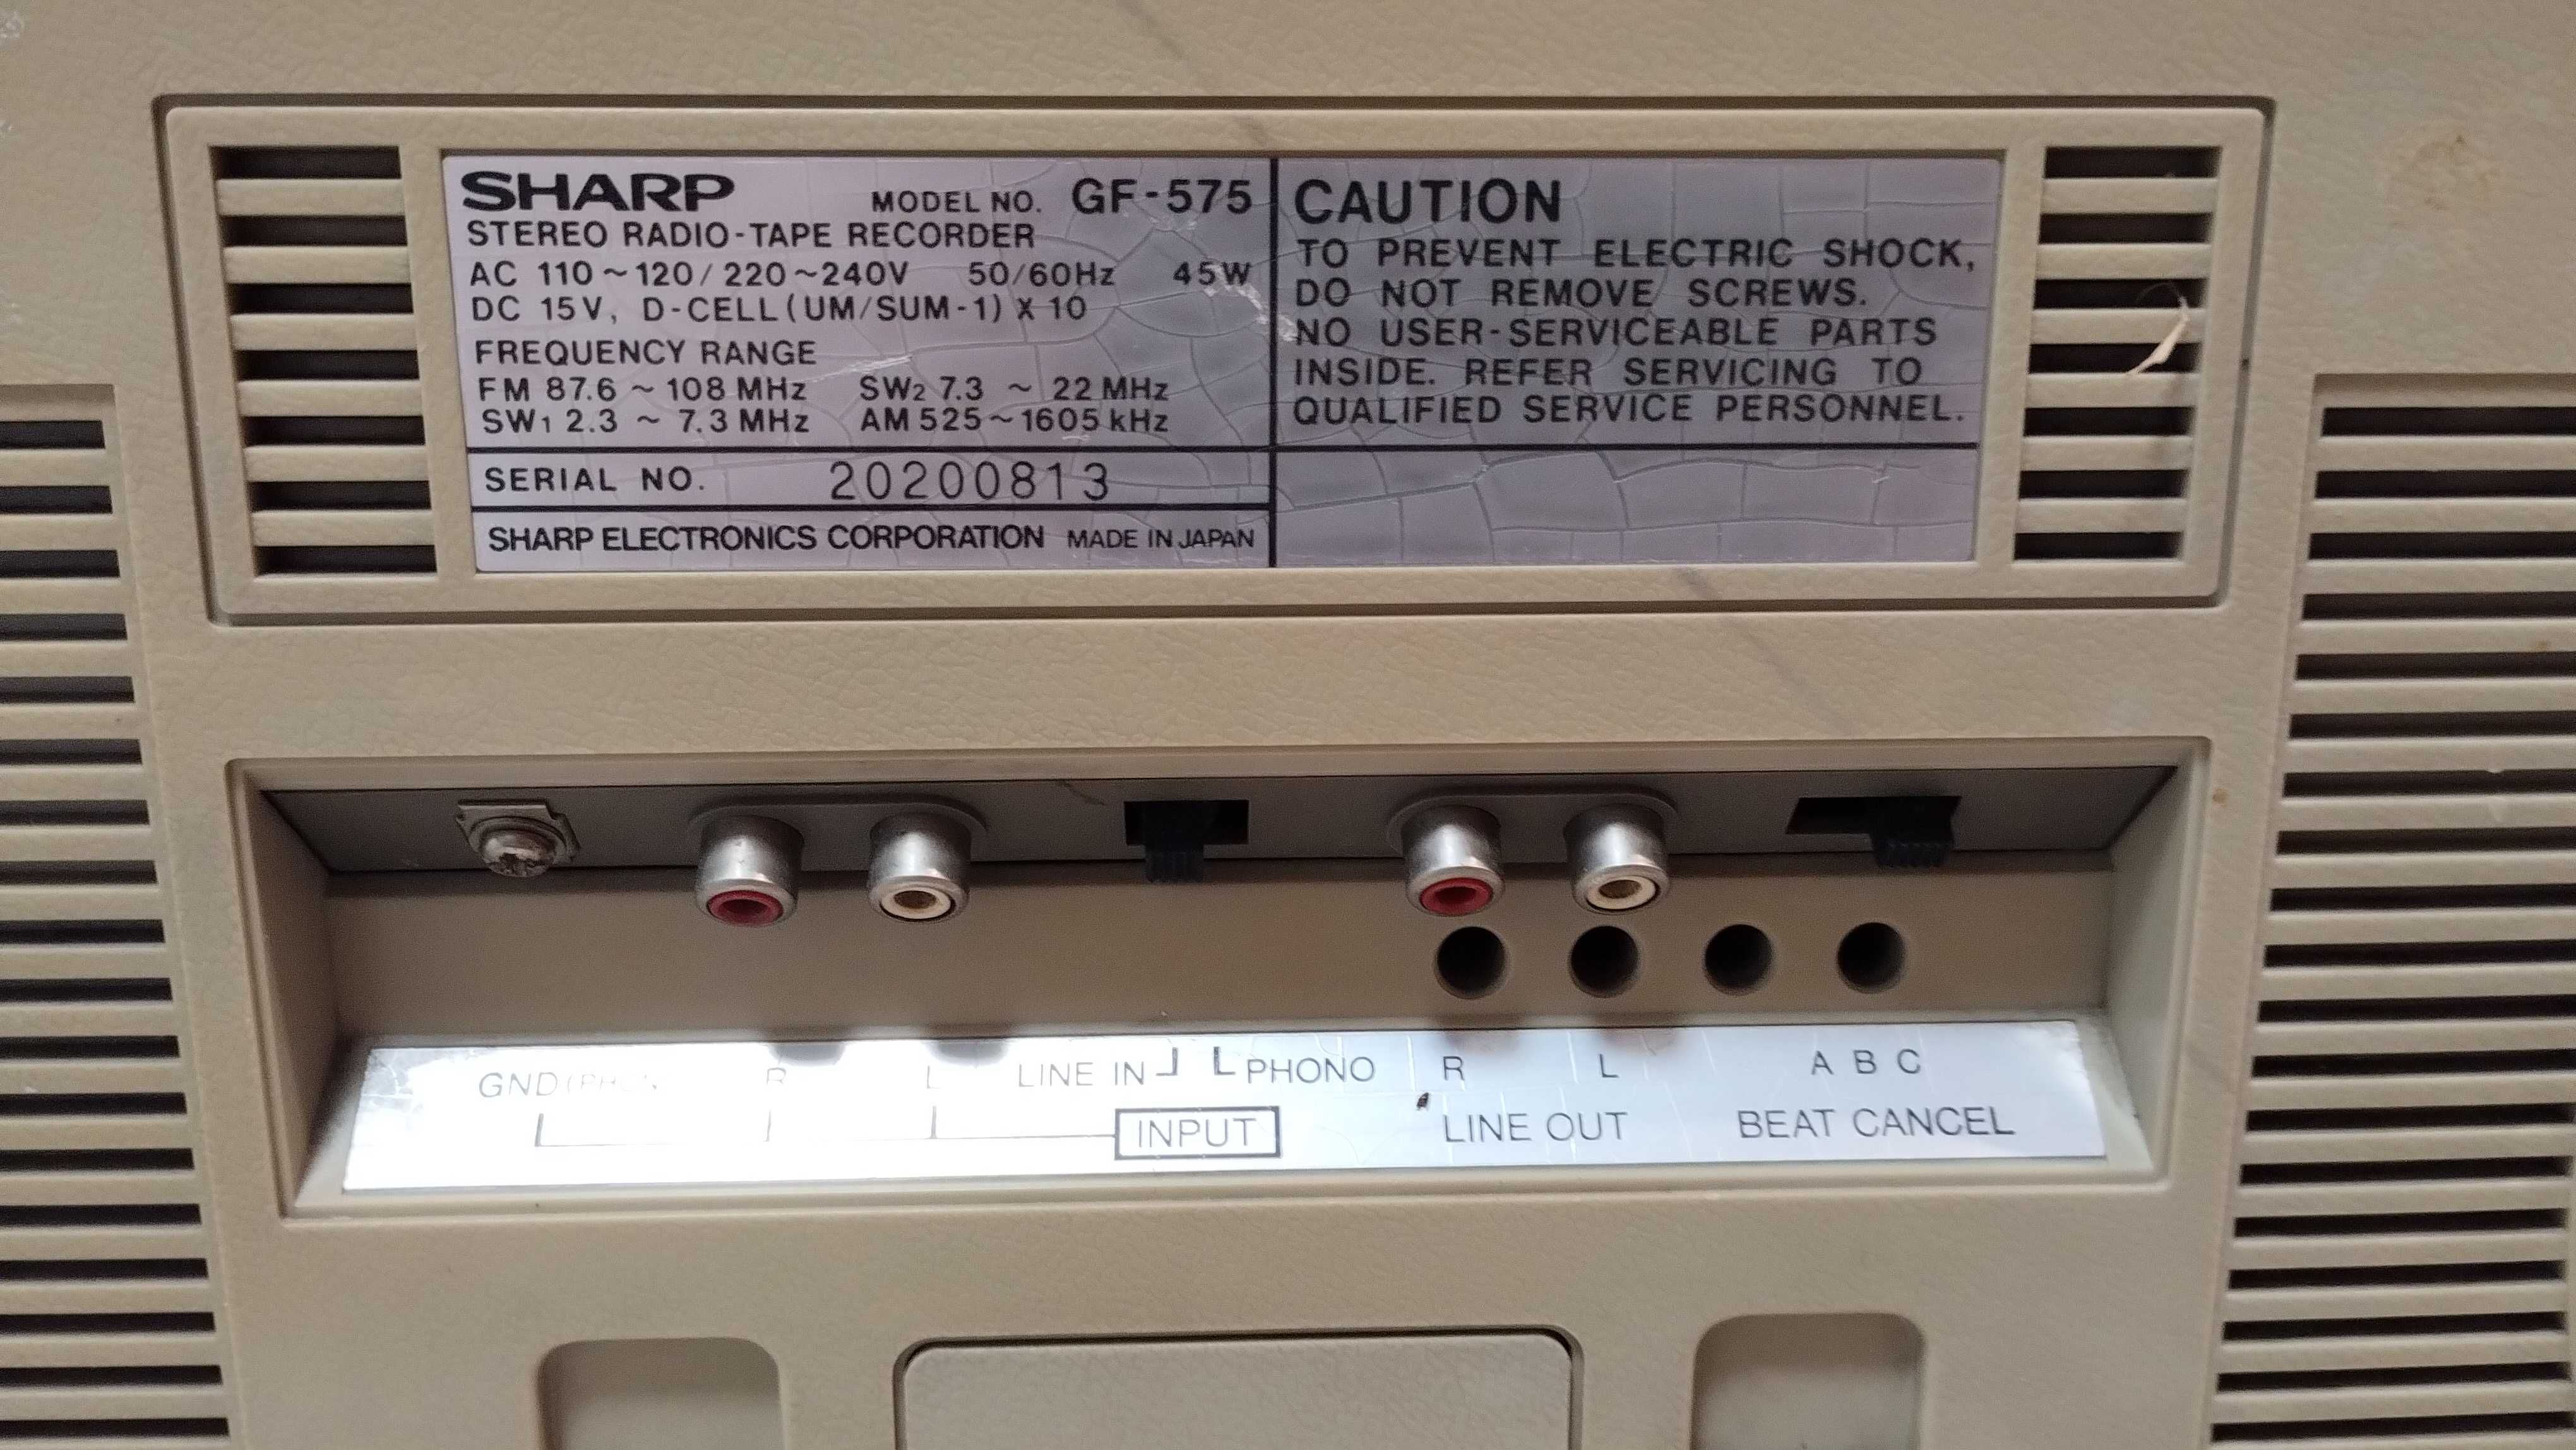 SHARP MODEL NO. GF-575
STEREO RADIO-TAPE RECORDER
AC 110~120/220~240V 50/60Hz 45W
DC 15V, D-CELL(UM/SUM-1) X 10
FREQUENCY RANGE
FM 87.6 ~ 108 MHz SW2 7.3 ~ 22 MHz
SW1 2.3 ~ 7.3 MHz AM 525~1605 kHz
SERIAL NO. 20200813
SHARP ELECTRONICS CORPORATION MADE IN JAPAN
CAUTION
TO PREVENT ELECTRIC SHOCK,
DO NOT REMOVE SCREWS.
NO USER-SERVICEABLE PARTS
INSIDE. REFER SERVICING TO
QUALIFIED SERVICE PERSONNEL.
GND R L LINE IN PHONO R L A B C
INPUT LINE OUT BEAT CANCEL